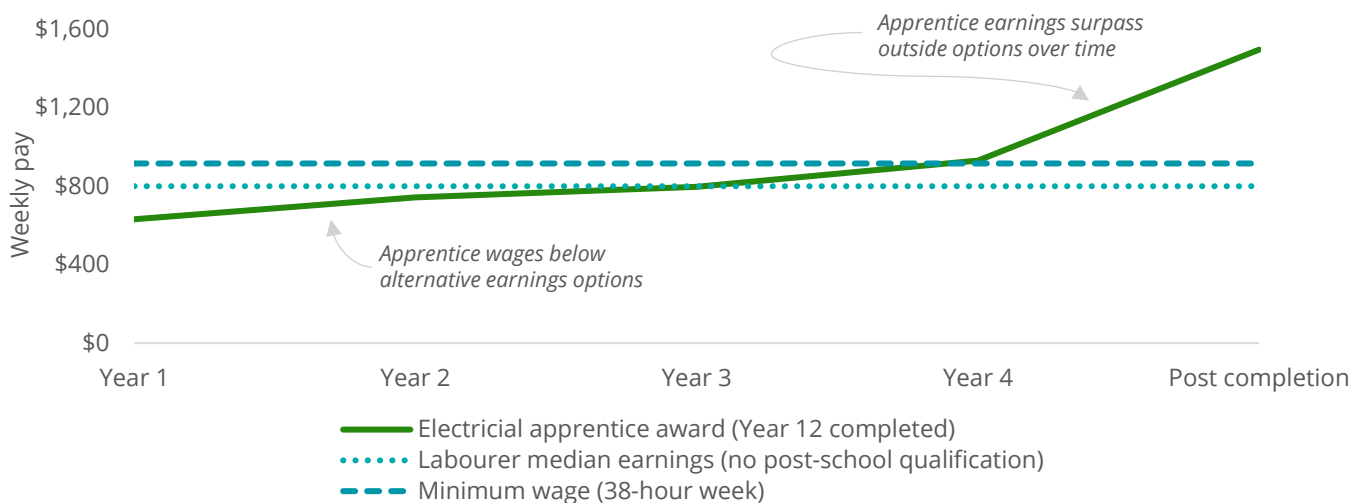 $1,600
Apprentice earnings surpass
outside options over time
$1,200
Weekly pay
$800
Apprentice wages below
alternative earnings options
$400
$0
Year 1 Year 2 Year 3 Year 4 Post completion
Electricial apprentice award (Year 12 completed)
Labourer median earnings (no post-school qualification)
Minimum wage (38-hour week)